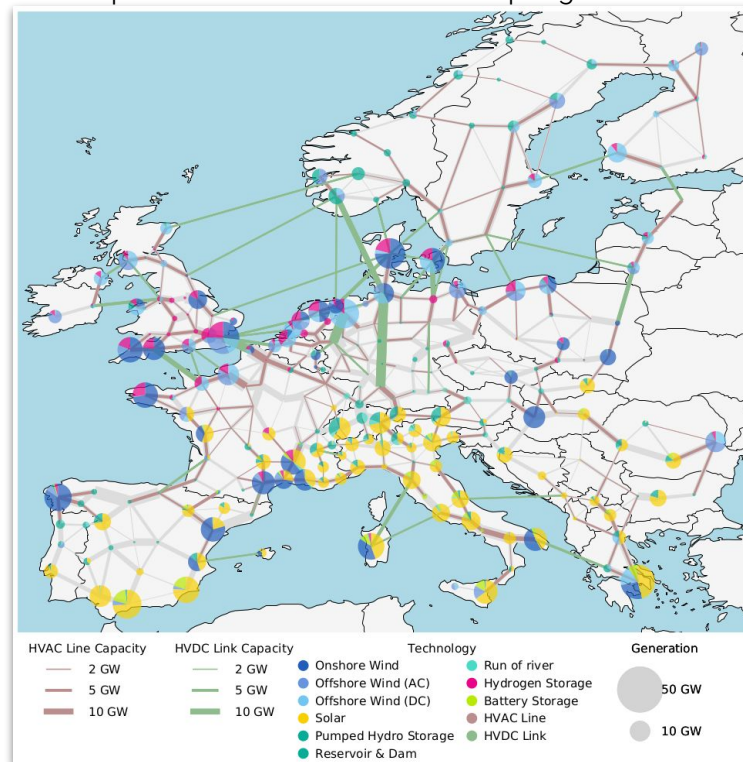 HVAC Line Capacity
2 GW
5 GW
10 GW
HVDC Link Capacity
2 GW
5 GW
10 GW
Technology
Onshore Wind
Offshore Wind (AC)
Offshore Wind (DC)
Solar
Pumped Hydro Storage
Reservoir & Dam
Run of river
Hydrogen Storage
Battery Storage
HVAC Line
HVDC Link
Generation
50 GW
10 GW